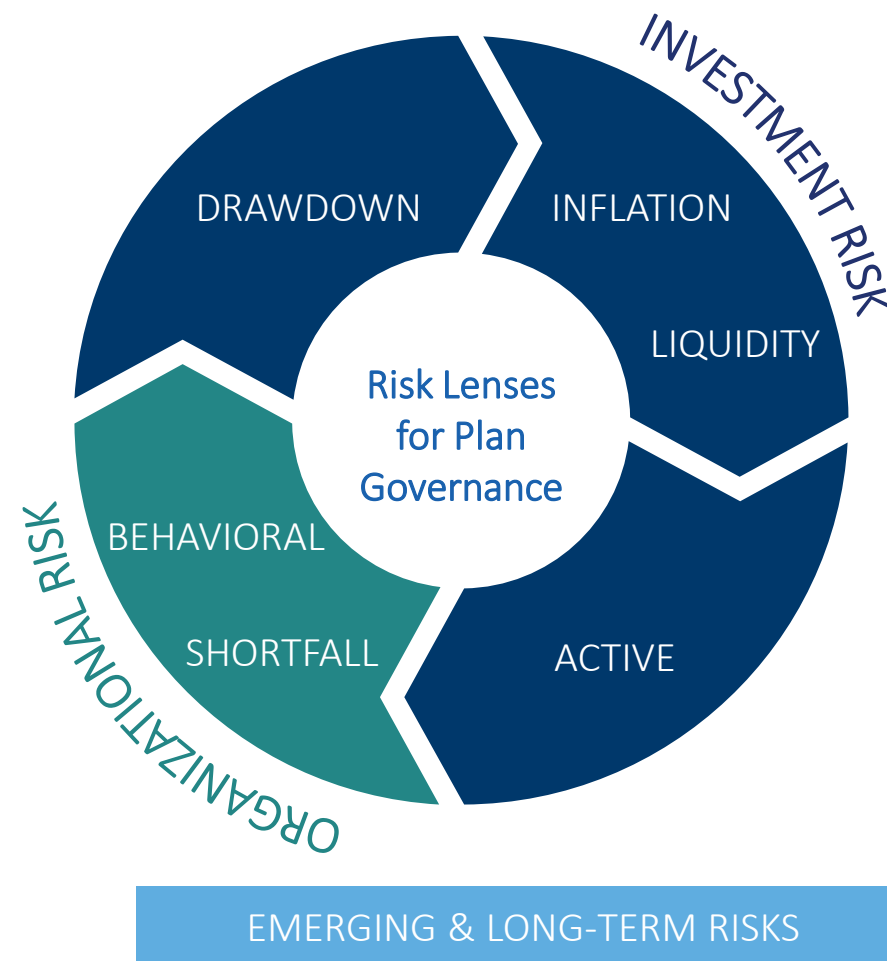 INVESTMENT RISK
DRAWDOWN
INFLATION
LIQUIDITY
Risk Lenses
for Plan
Governance
BEHAVIORAL
SHORTFALL
ACTIVE
ORGANIZATIONAL RISK
EMERGING & LONG-TERM RISKS